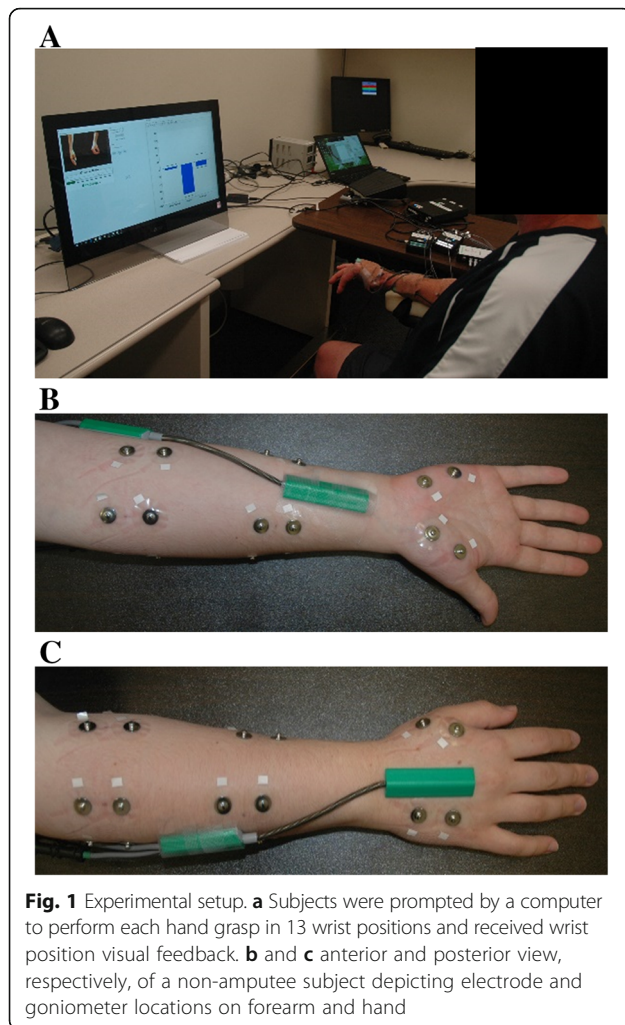 A
B
C
Fig. 1 Experimental setup. a Subjects were prompted by a computer
to perform each hand grasp in 13 wrist positions and received wrist
position visual feedback. b and c anterior and posterior view,
respectively, of a non-amputee subject depicting electrode and
goniometer locations on forearm and hand